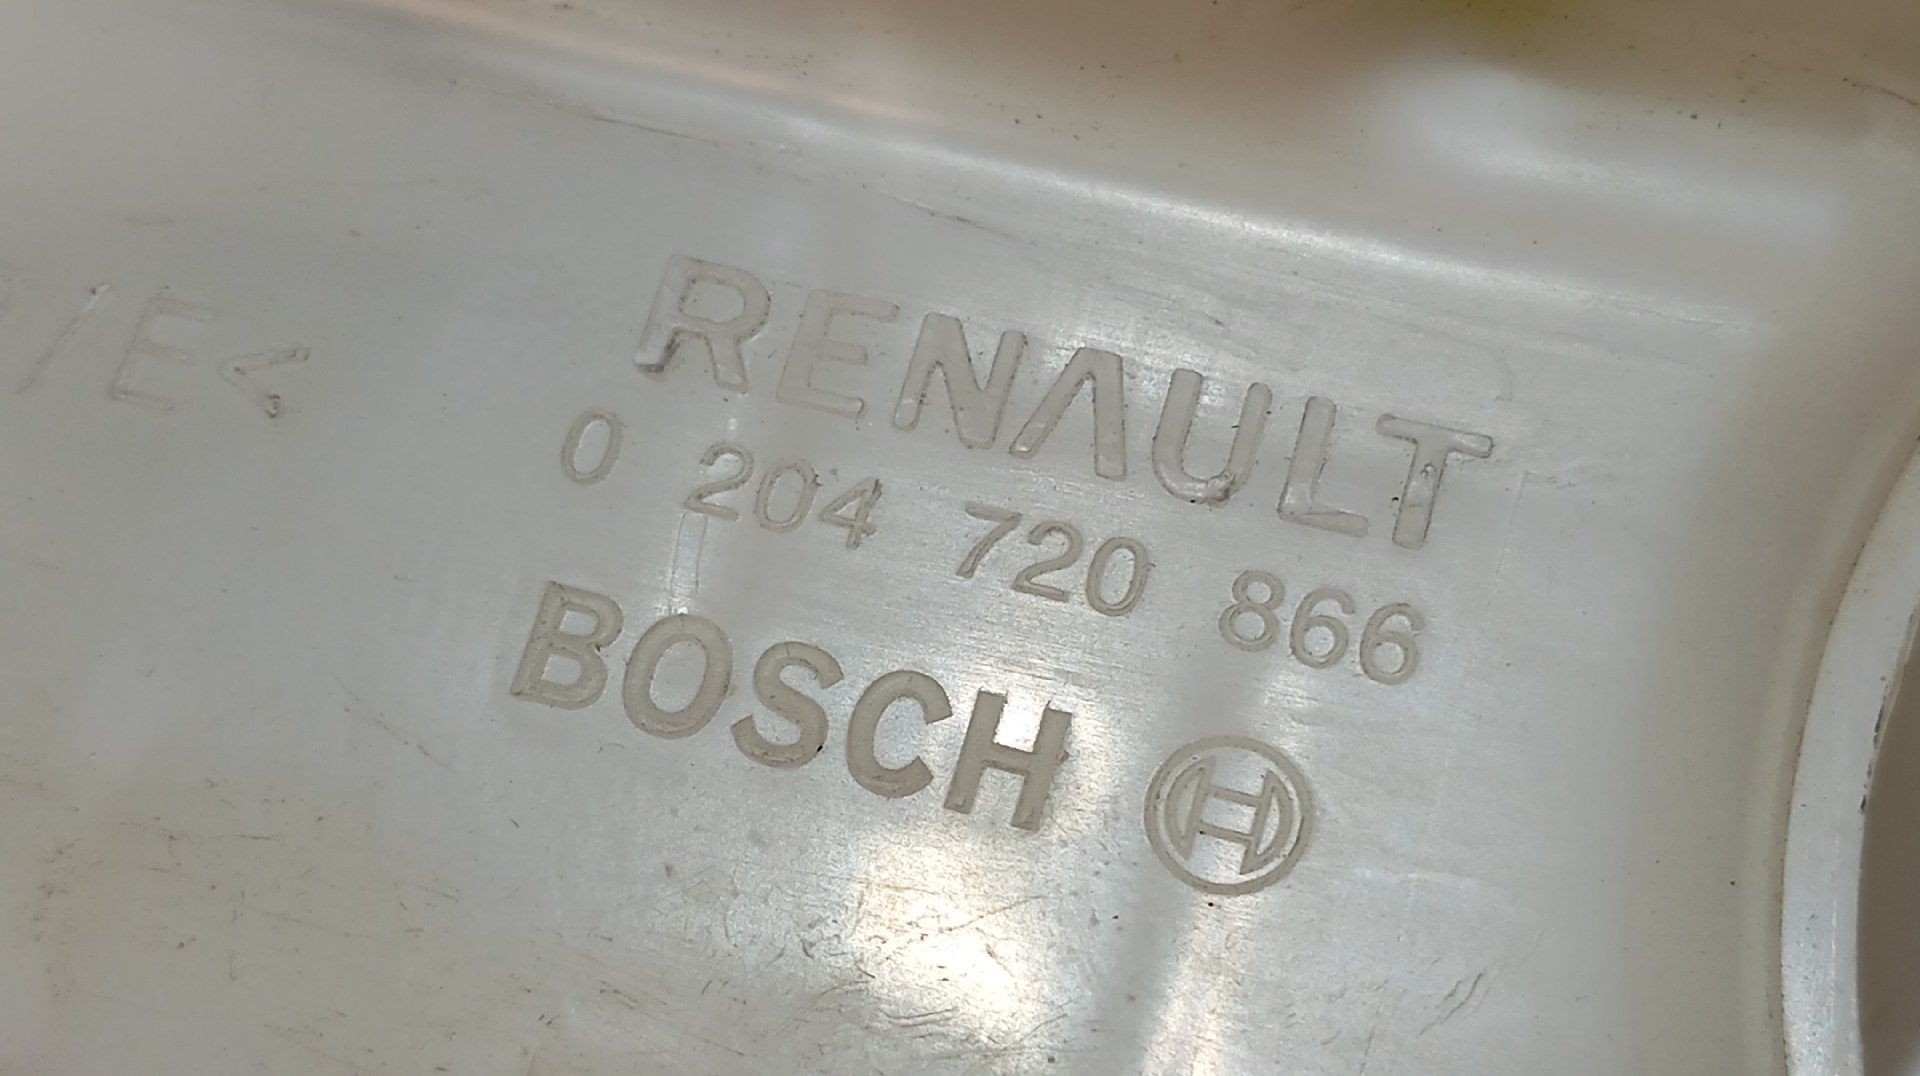 /E<
RENAULT
0 204 720 866
BOSCH